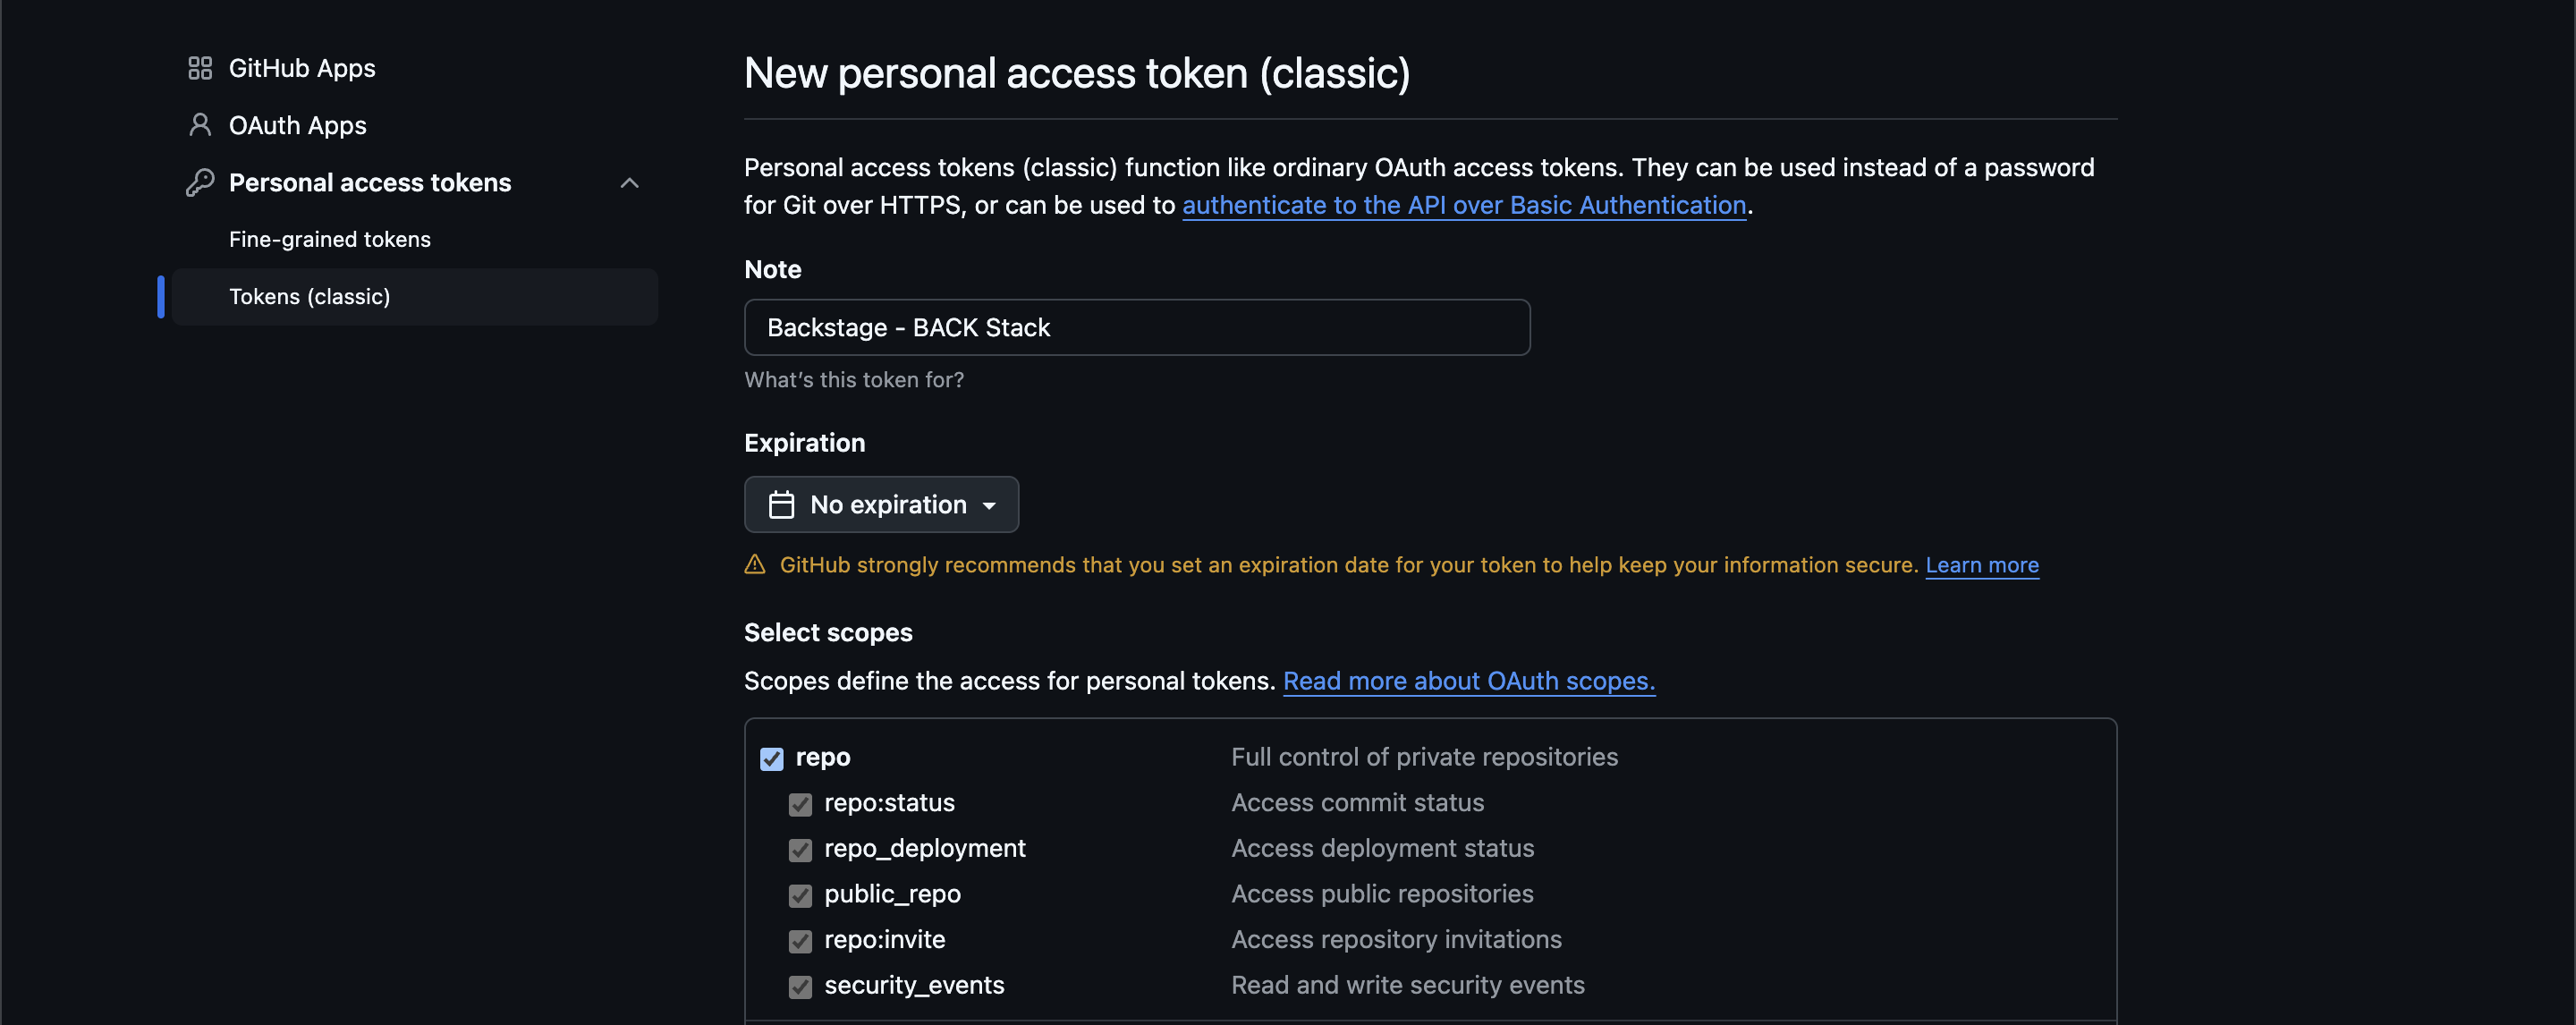 GitHub Apps
OAuth Apps
Personal access tokens
Fine-grained tokens
Tokens (classic)
New personal access token (classic)
Personal access tokens (classic) function like ordinary OAuth access tokens. They can be used instead of a password
for Git over HTTPS, or can be used to authenticate to the API over Basic Authentication.
Note
Backstage - BACK Stack
What's this token for?
Expiration
No expiration
GitHub strongly recommends that you set an expiration date for your token to help keep your information secure. Learn more
Select scopes
Scopes define the access for personal tokens. Read more about OAuth scopes.
repo Full control of private repositories
repo:status Access commit status
repo_deployment Access deployment status
public_repo Access public repositories
repo:invite Access repository invitations
security_events Read and write security events